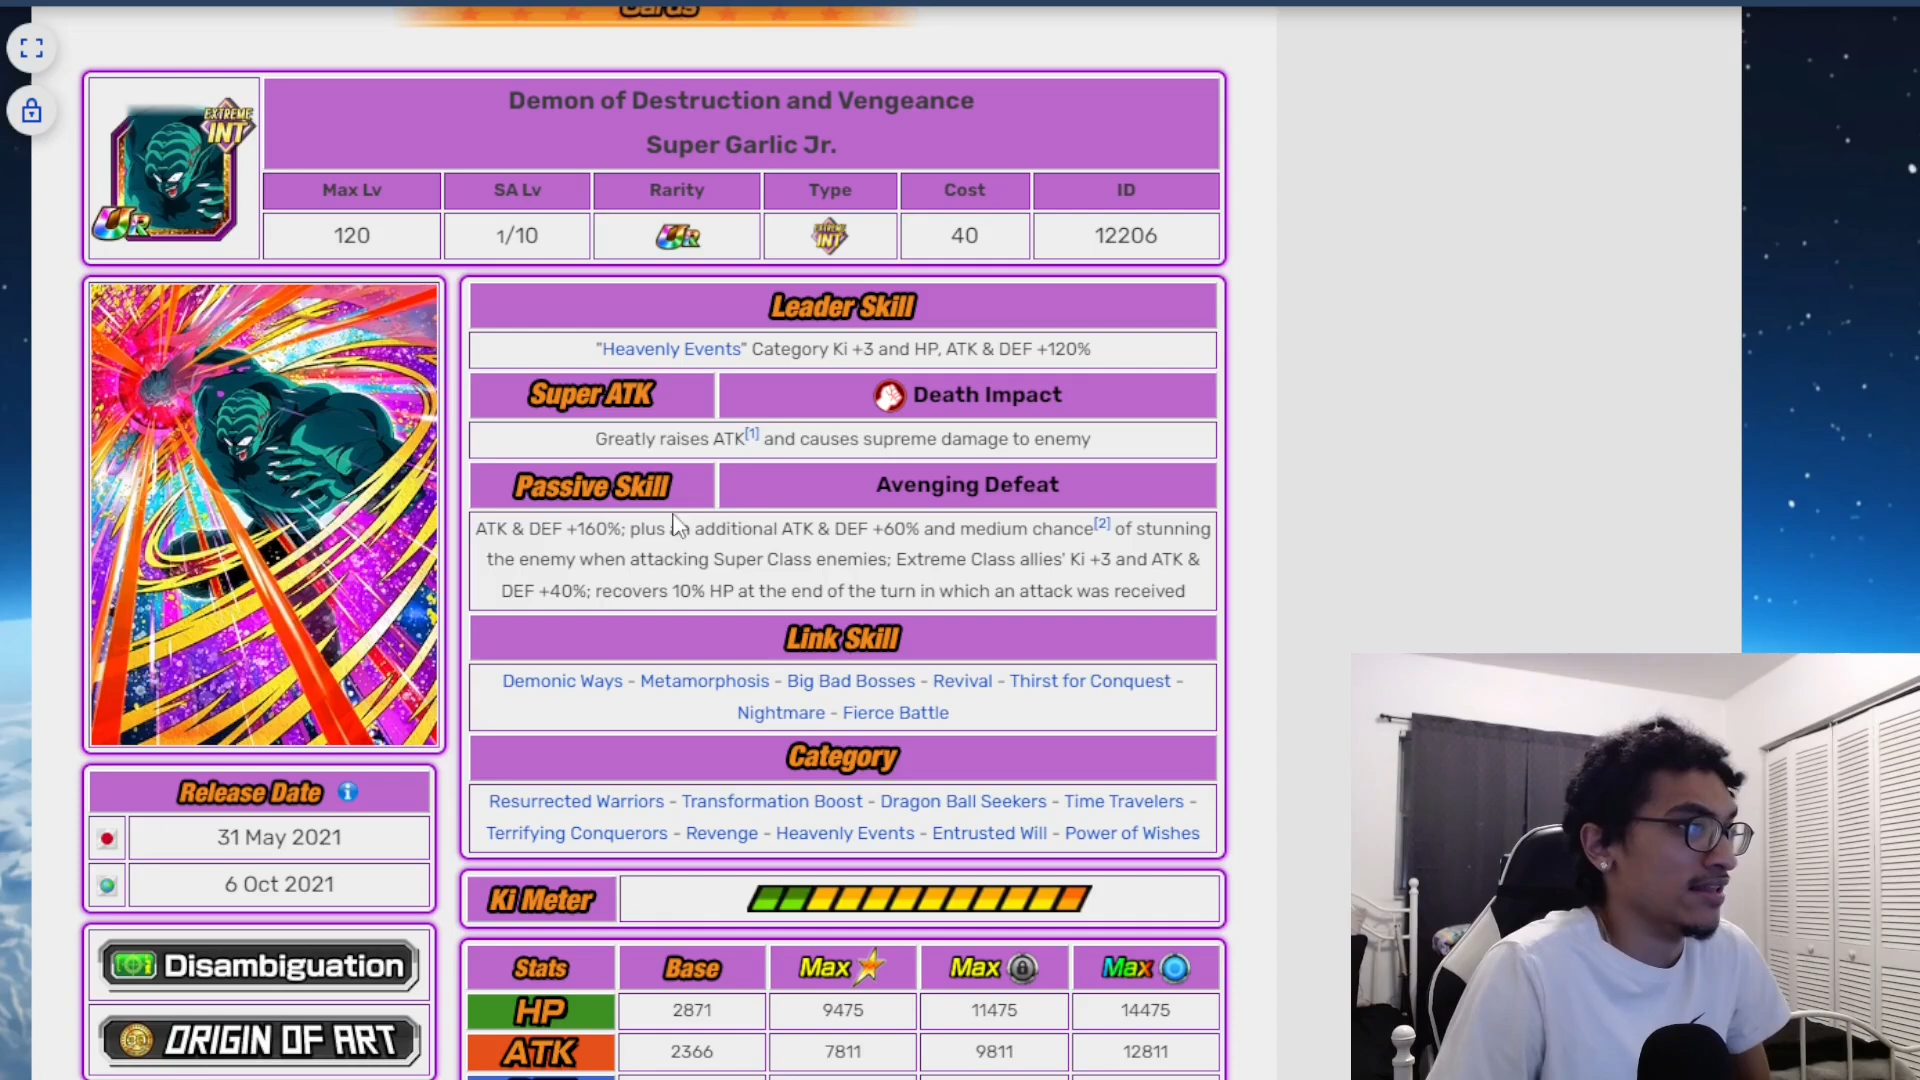 Cards
Demon of Destruction and Vengeance
Super Garlic Jr.
EXTREME
INT
UR
Max Lv SA Lv Rarity Type Cost ID
120 1/10 UR EXTREME INT 40 12206
Leader Skill
"Heavenly Events" Category Ki +3 and HP, ATK & DEF +120%
Super ATK Death Impact
Greatly raises ATK[1] and causes supreme damage to enemy
Passive Skill Avenging Defeat
ATK & DEF +160%; plus an additional ATK & DEF +60% and medium chance[2] of stunning
the enemy when attacking Super Class enemies; Extreme Class allies' Ki +3 and ATK &
DEF +40%; recovers 10% HP at the end of the turn in which an attack was received
Link Skill
Demonic Ways - Metamorphosis - Big Bad Bosses - Revival - Thirst for Conquest -
Nightmare - Fierce Battle
Category
Resurrected Warriors - Transformation Boost - Dragon Ball Seekers - Time Travelers -
Terrifying Conquerors - Revenge - Heavenly Events - Entrusted Will - Power of Wishes
Release Date i
31 May 2021
6 Oct 2021
Disambiguation
ORIGIN OF ART
Ki Meter
Stats Base Max Max Max
HP 2871 9475 11475 14475
ATK 2366 7811 9811 12811